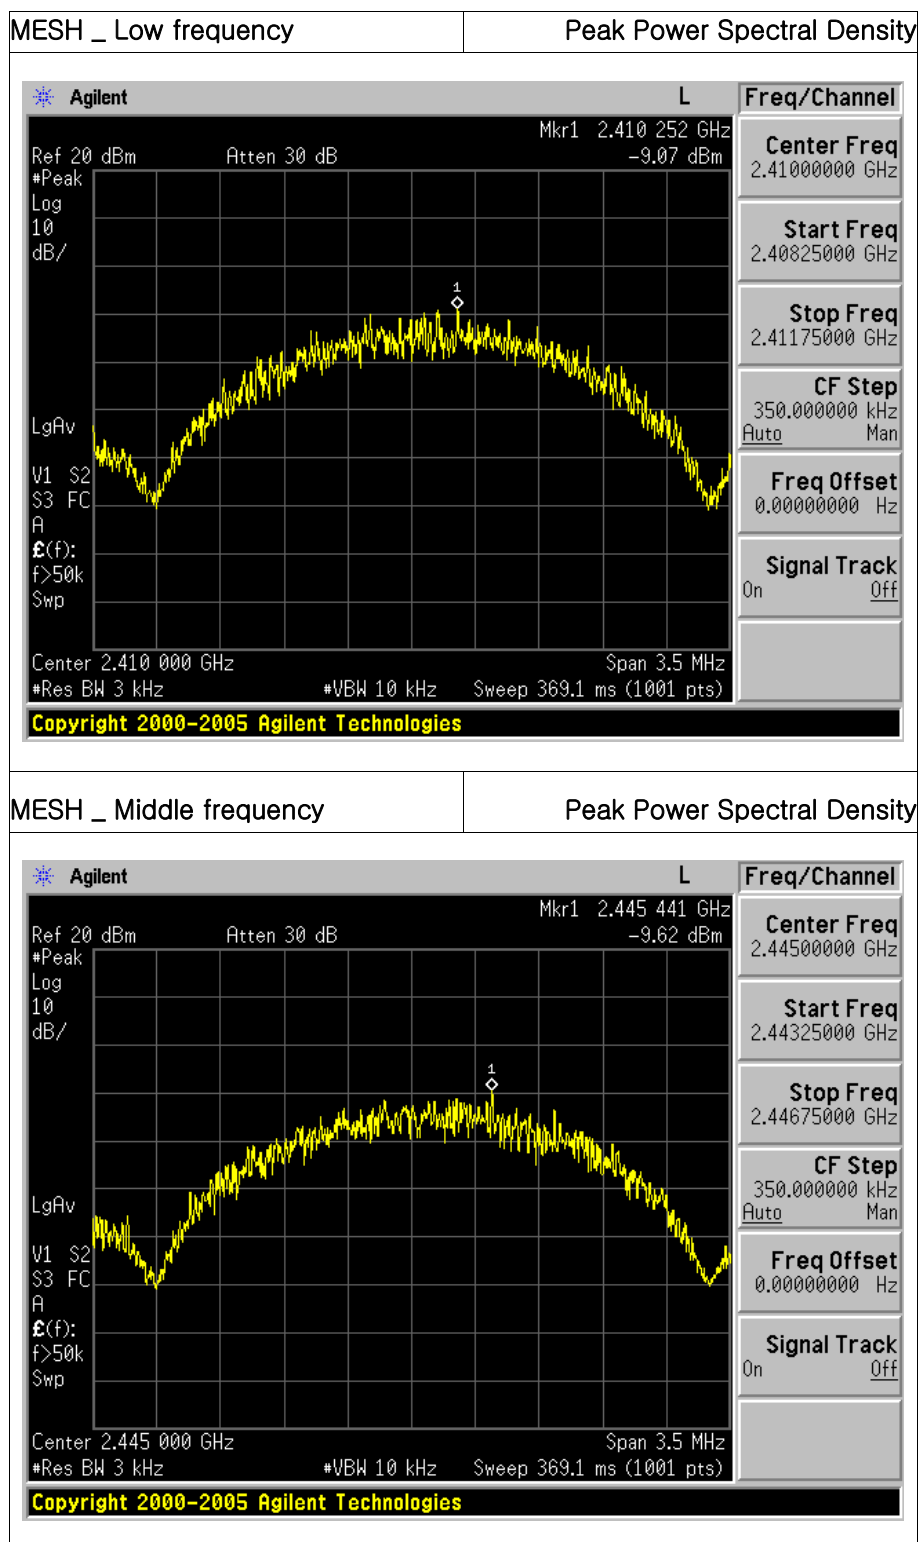 MESH _ Low frequency Peak Power Spectral Density
Agilent L Freq/Channel
Mkr1 2.410 252 GHz
Ref 20 dBm Atten 30 dB -9.07 dBm
#Peak
Log
10
dB/
1
LgAv
V1 S2
S3 FC
A
£(f):
f>50k
Swp
Center 2.410 000 GHz Span 3.5 MHz
#Res BW 3 kHz #VBW 10 kHz Sweep 369.1 ms (1001 pts)
Copyright 2000-2005 Agilent Technologies
Center Freq
2.41000000 GHz
Start Freq
2.40825000 GHz
Stop Freq
2.41175000 GHz
CF Step
350.000000 kHz
Auto Man
Freq Offset
0.00000000 Hz
Signal Track
On Off
MESH _ Middle frequency Peak Power Spectral Density
Agilent L Freq/Channel
Mkr1 2.445 441 GHz
Ref 20 dBm Atten 30 dB -9.62 dBm
#Peak
Log
10
dB/
1
LgAv
V1 S2
S3 FC
A
£(f):
f>50k
Swp
Center 2.445 000 GHz Span 3.5 MHz
#Res BW 3 kHz #VBW 10 kHz Sweep 369.1 ms (1001 pts)
Copyright 2000-2005 Agilent Technologies
Center Freq
2.44500000 GHz
Start Freq
2.44325000 GHz
Stop Freq
2.44675000 GHz
CF Step
350.000000 kHz
Auto Man
Freq Offset
0.00000000 Hz
Signal Track
On Off